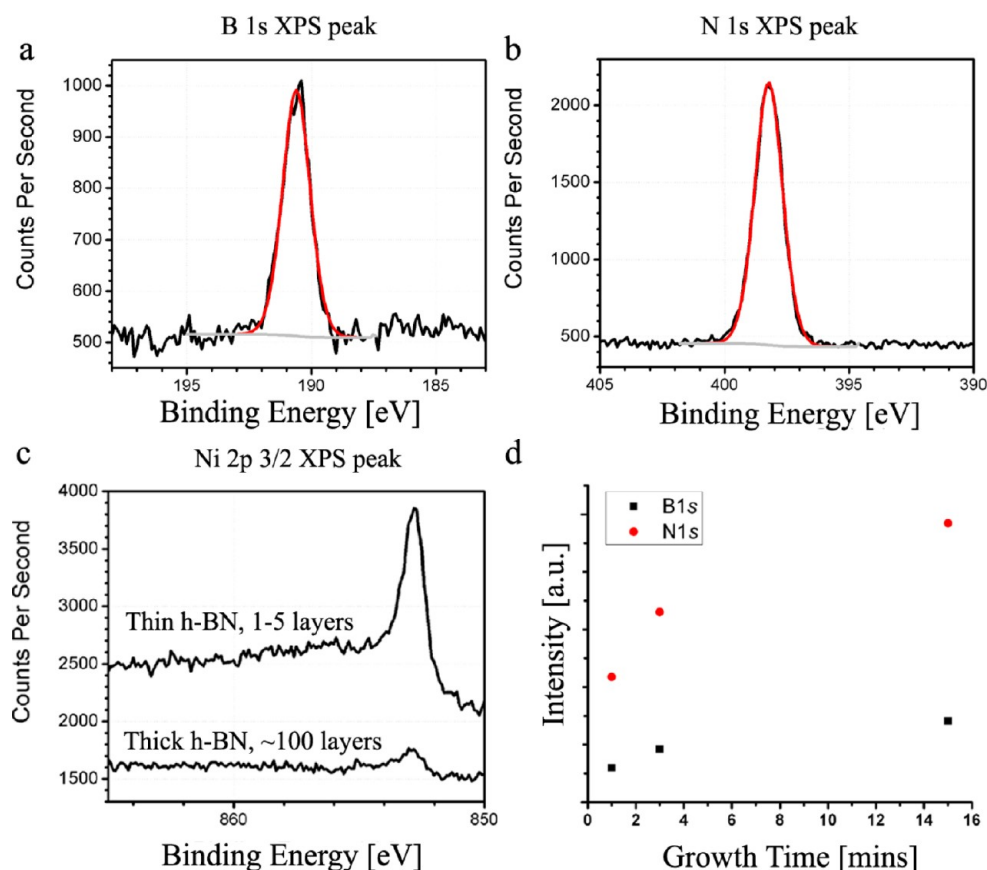 a
B 1s XPS peak
Counts Per Second
1000
900
800
700
600
500
195
190
185
Binding Energy [eV]
b
N 1s XPS peak
Counts Per Second
2000
1500
1000
500
405
400
395
390
Binding Energy [eV]
c
Ni 2p 3/2 XPS peak
Counts Per Second
4000
3500
3000
2500
2000
1500
Thin h-BN, 1-5 layers
Thick h-BN, ~100 layers
860
850
Binding Energy [eV]
d
B1s
N1s
Intensity [a.u.]
0 2 4 6 8 10 12 14 16
Growth Time [mins]